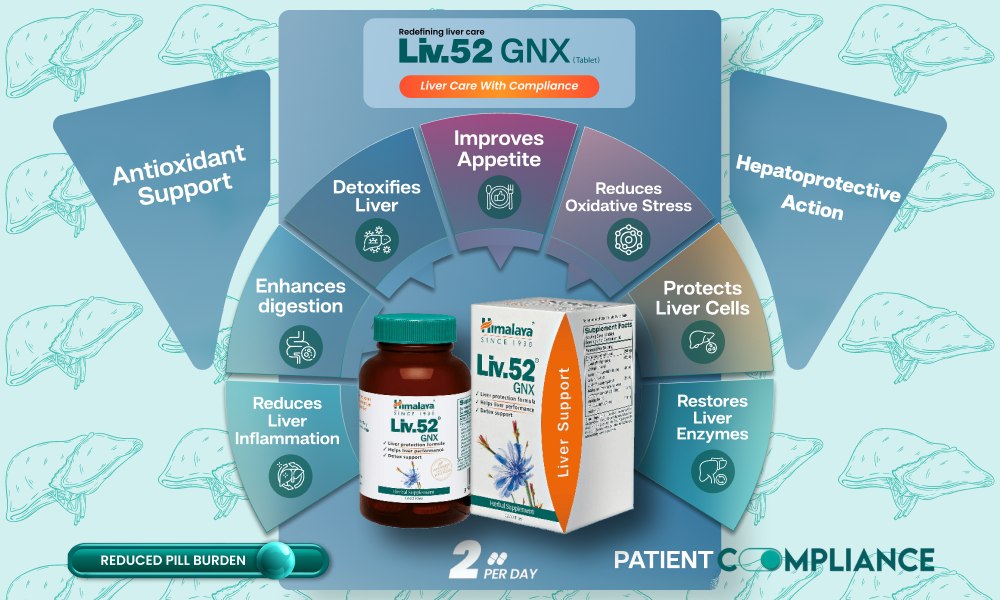 Redefining liver care
Liv.52 GNX (Tablet)
Liver Care With Compliance
Antioxidant
Support
Hepatoprotective
Action
Reduces
Liver
Inflammation
Enhances
digestion
Detoxifies
Liver
Improves
Appetite
Reduces
Oxidative Stress
Protects
Liver Cells
Restores
Liver
Enzymes
Himalaya
SINCE 1930
Liv.52
GNX
✓ Liver protection formula
✓ Helps liver performance
✓ Detox support
Herbal Supplement
Himalaya
SINCE 1930
Liv.52
GNX
✓ Liver protection formula
✓ Helps liver performance
✓ Detox support
Herbal Supplement
Liver Support
Supplement Facts
REDUCED PILL BURDEN
2 PER DAY
PATIENT COMPLIANCE